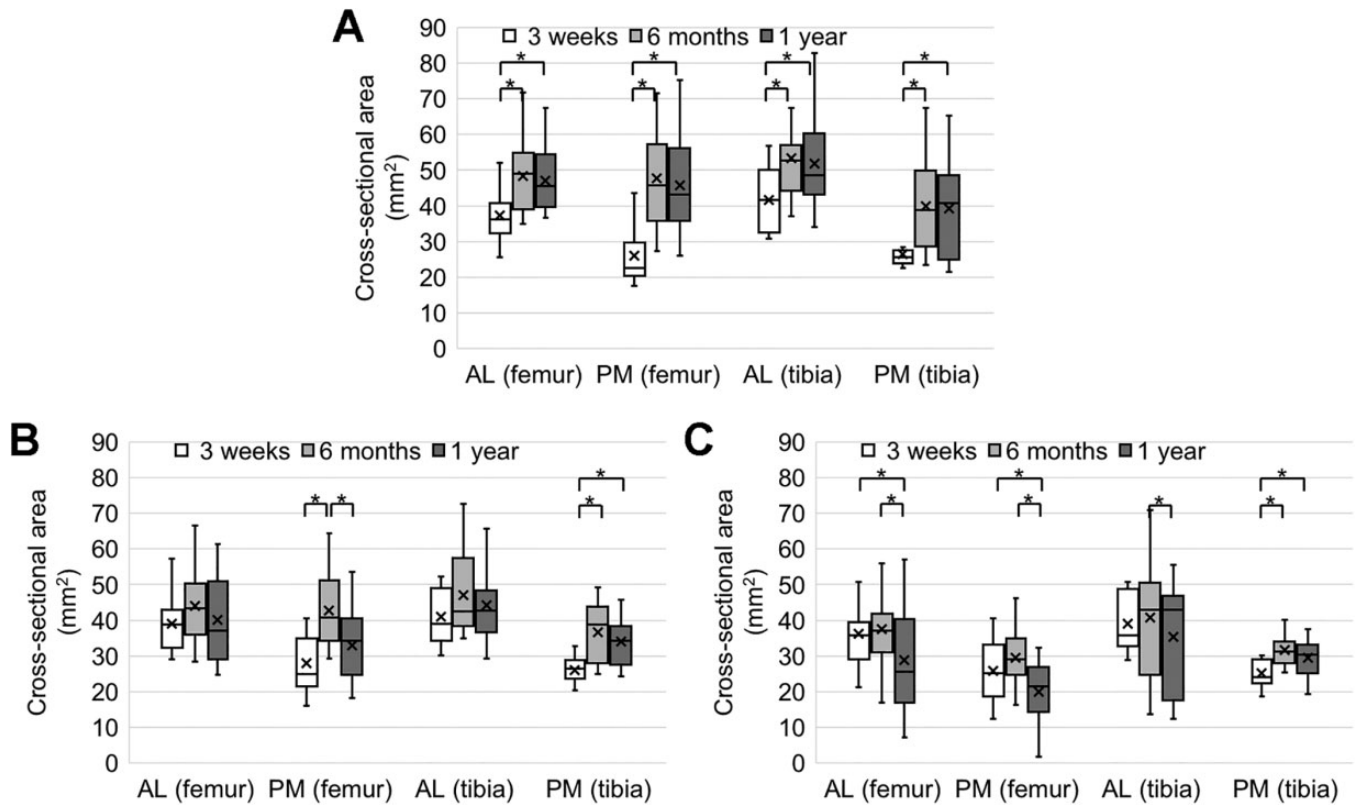 A
3 weeks 6 months 1 year
Cross-sectional area
(mm²)
90
80
70
60
50
40
30
20
10
0
* * * * * * * *
AL (femur) PM (femur) AL (tibia) PM (tibia)
B
3 weeks 6 months 1 year
Cross-sectional area
(mm²)
90
80
70
60
50
40
30
20
10
0
* * * *
AL (femur) PM (femur) AL (tibia) PM (tibia)
C
3 weeks 6 months 1 year
Cross-sectional area
(mm²)
90
80
70
60
50
40
30
20
10
0
* * * * * * *
AL (femur) PM (femur) AL (tibia) PM (tibia)